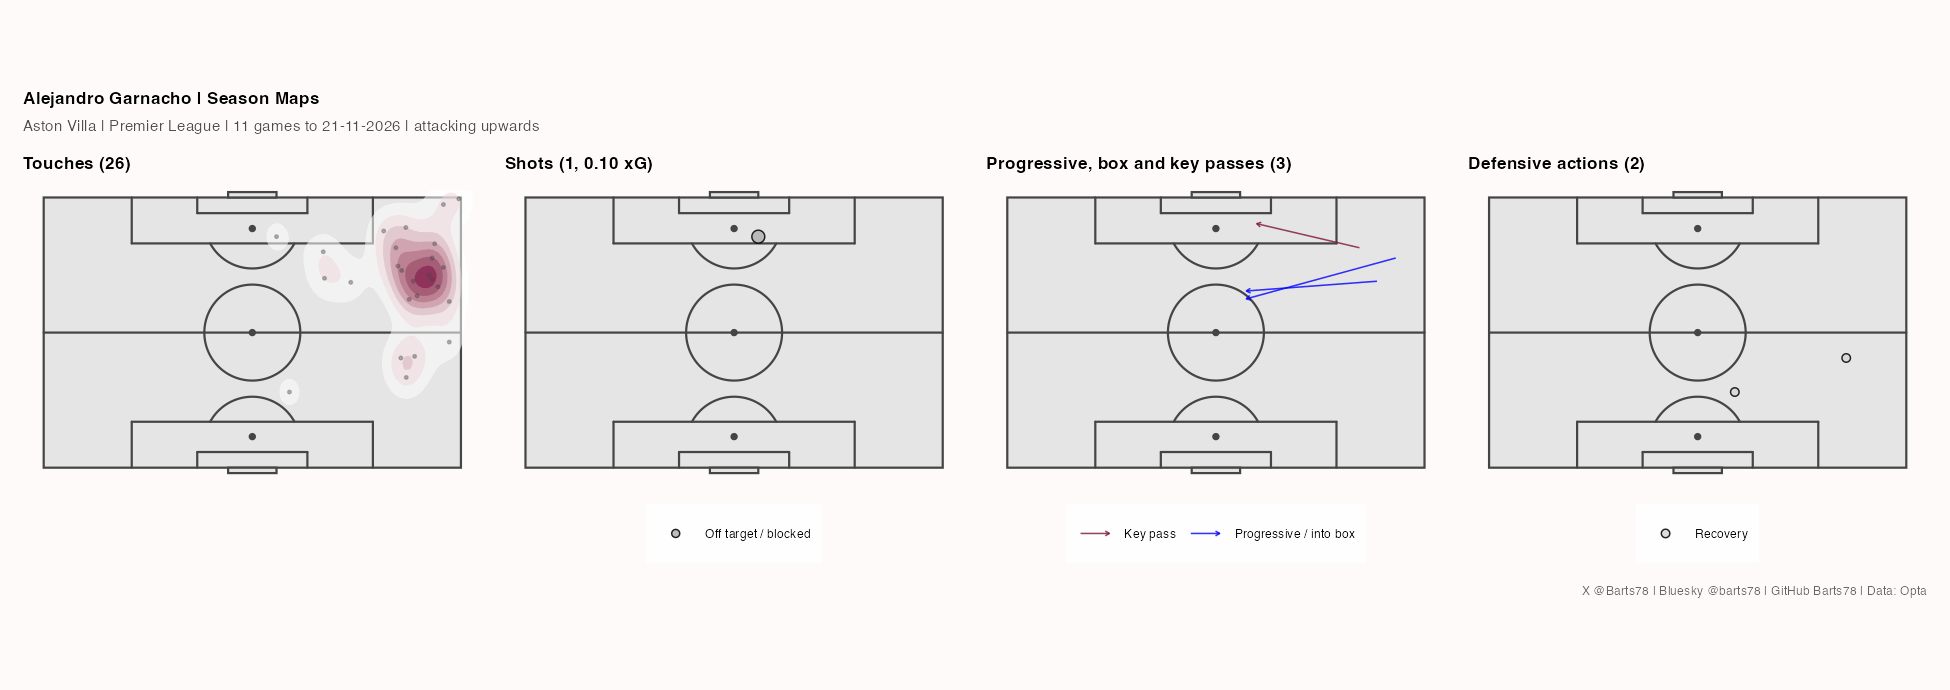 Alejandro Garnacho | Season Maps
Aston Villa | Premier League | 11 games to 21-11-2026 | attacking upwards
Touches (26)
Shots (1, 0.10 xG)
Progressive, box and key passes (3)
Defensive actions (2)
Off target / blocked
Key pass
Progressive / into box
Recovery
X @Barts78 | Bluesky @barts78 | GitHub Barts78 | Data: Opta